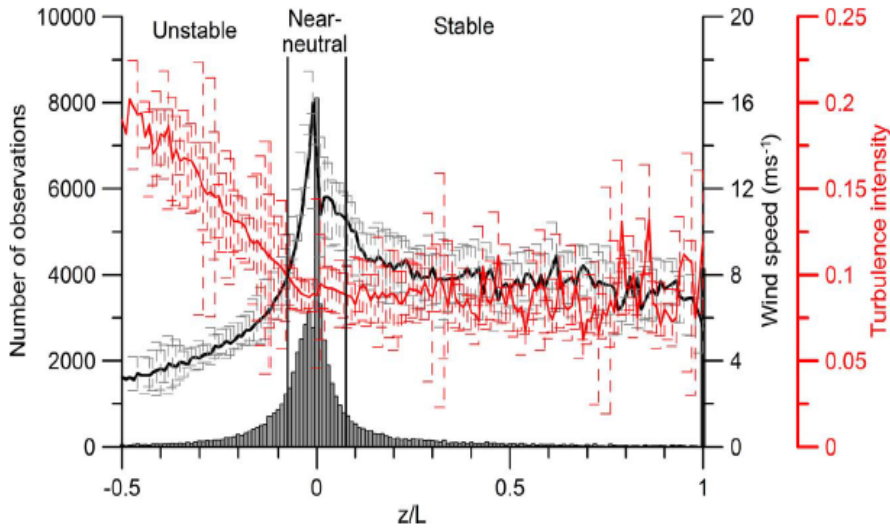 Unstable
Near-
neutral
Stable
10000
8000
6000
4000
2000
0
Number of observations
20
16
12
8
4
0
Wind speed (ms⁻¹)
0.25
0.2
0.15
0.1
0.05
0
Turbulence intensity
-0.5
0
0.5
1
z/L